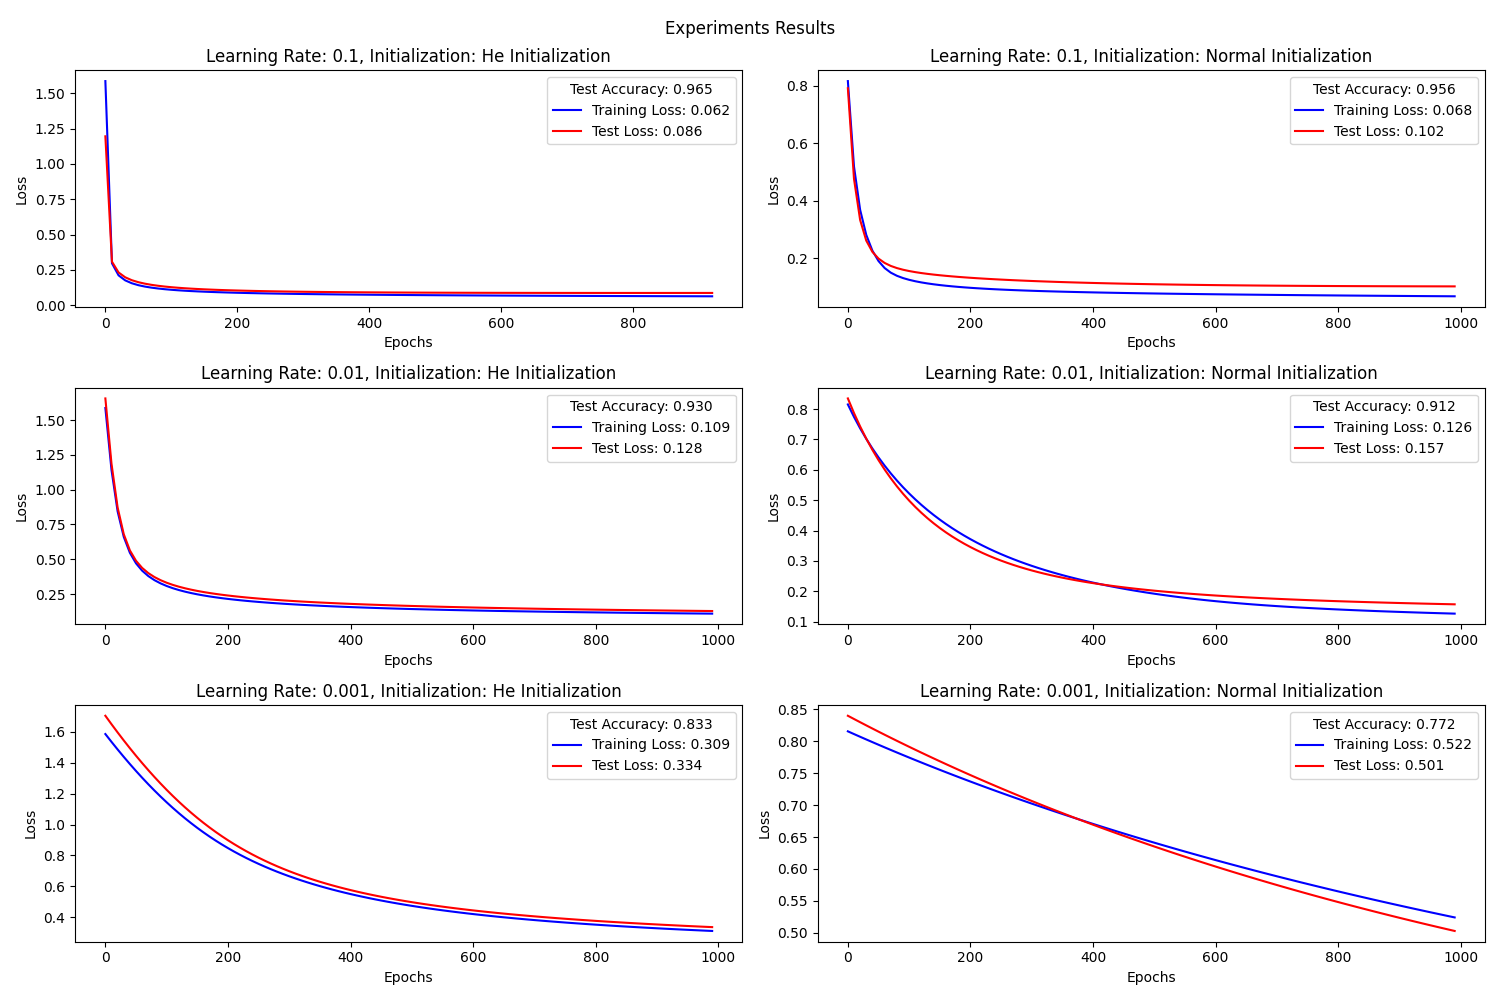 Experiments Results
Learning Rate: 0.1, Initialization: He Initialization
Test Accuracy: 0.965
Training Loss: 0.062
Test Loss: 0.086
1.50
1.25
1.00
0.75
0.50
0.25
0.00
Loss
0 200 400 600 800
Epochs
Learning Rate: 0.1, Initialization: Normal Initialization
Test Accuracy: 0.956
Training Loss: 0.068
Test Loss: 0.102
0.8
0.6
0.4
0.2
Loss
0 200 400 600 800 1000
Epochs
Learning Rate: 0.01, Initialization: He Initialization
Test Accuracy: 0.930
Training Loss: 0.109
Test Loss: 0.128
1.50
1.25
1.00
0.75
0.50
0.25
Loss
0 200 400 600 800 1000
Epochs
Learning Rate: 0.01, Initialization: Normal Initialization
Test Accuracy: 0.912
Training Loss: 0.126
Test Loss: 0.157
0.8
0.7
0.6
0.5
0.4
0.3
0.2
0.1
Loss
0 200 400 600 800 1000
Epochs
Learning Rate: 0.001, Initialization: He Initialization
Test Accuracy: 0.833
Training Loss: 0.309
Test Loss: 0.334
1.6
1.4
1.2
1.0
0.8
0.6
0.4
Loss
0 200 400 600 800 1000
Epochs
Learning Rate: 0.001, Initialization: Normal Initialization
Test Accuracy: 0.772
Training Loss: 0.522
Test Loss: 0.501
0.85
0.80
0.75
0.70
0.65
0.60
0.55
0.50
Loss
0 200 400 600 800 1000
Epochs